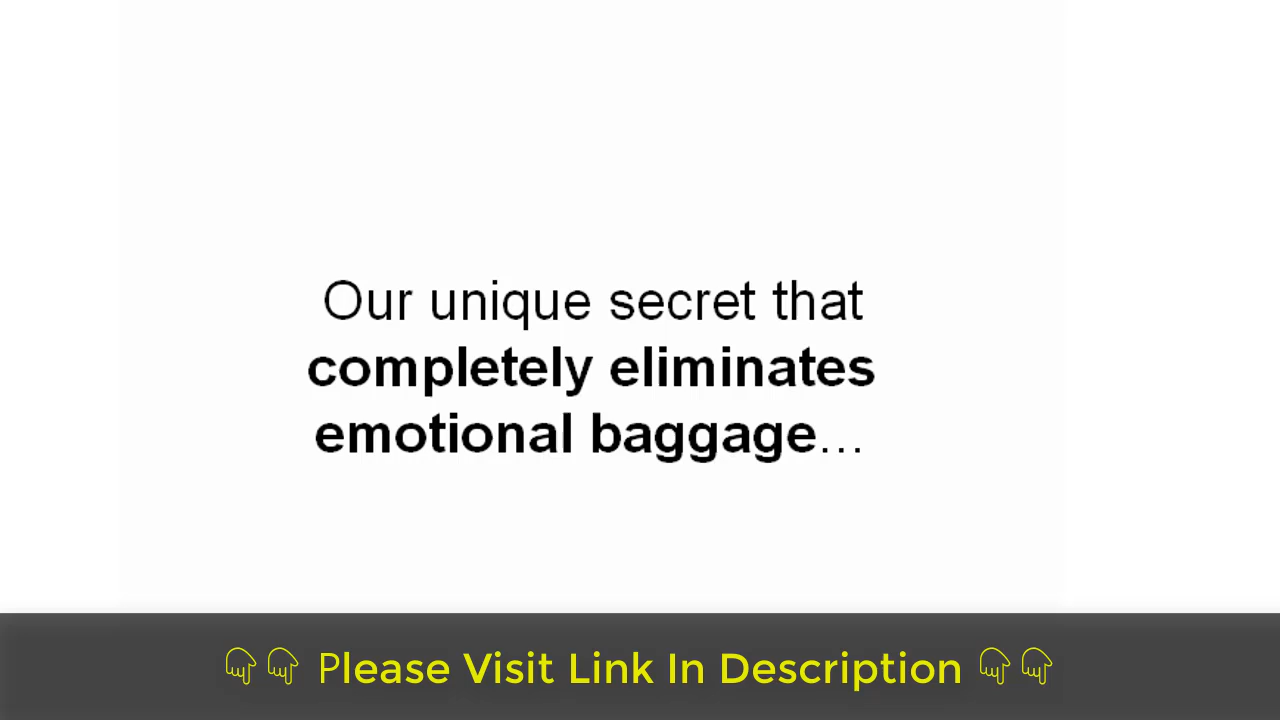 Our unique secret that
completely eliminates
emotional baggage...
Please Visit Link In Description